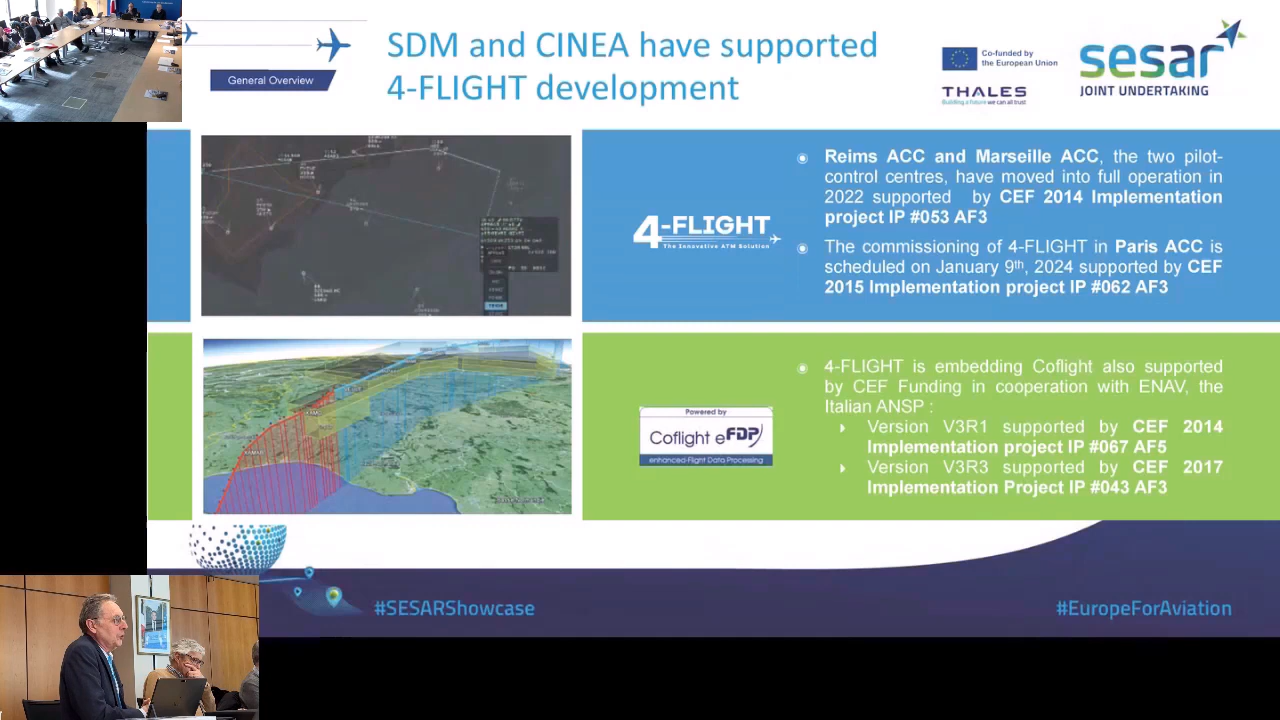 General Overview
SDM and CINEA have supported
4-FLIGHT development
Co-funded by
the European Union
THALES
Building a future we can all trust
sesar
JOINT UNDERTAKING
4-FLIGHT
The Innovative ATM Solution
Reims ACC and Marseille ACC, the two pilot-
control centres, have moved into full operation in
2022 supported by CEF 2014 Implementation
project IP #053 AF3
The commissioning of 4-FLIGHT in Paris ACC is
scheduled on January 9th, 2024 supported by CEF
2015 Implementation project IP #062 AF3
Powered by
Coflight eFDP
enhanced-Flight Data Processing
4-FLIGHT is embedding Coflight also supported
by CEF Funding in cooperation with ENAV, the
Italian ANSP :
Version V3R1 supported by CEF 2014
Implementation project IP #067 AF5
Version V3R3 supported by CEF 2017
Implementation Project IP #043 AF3
#SESARShowcase
#EuropeForAviation